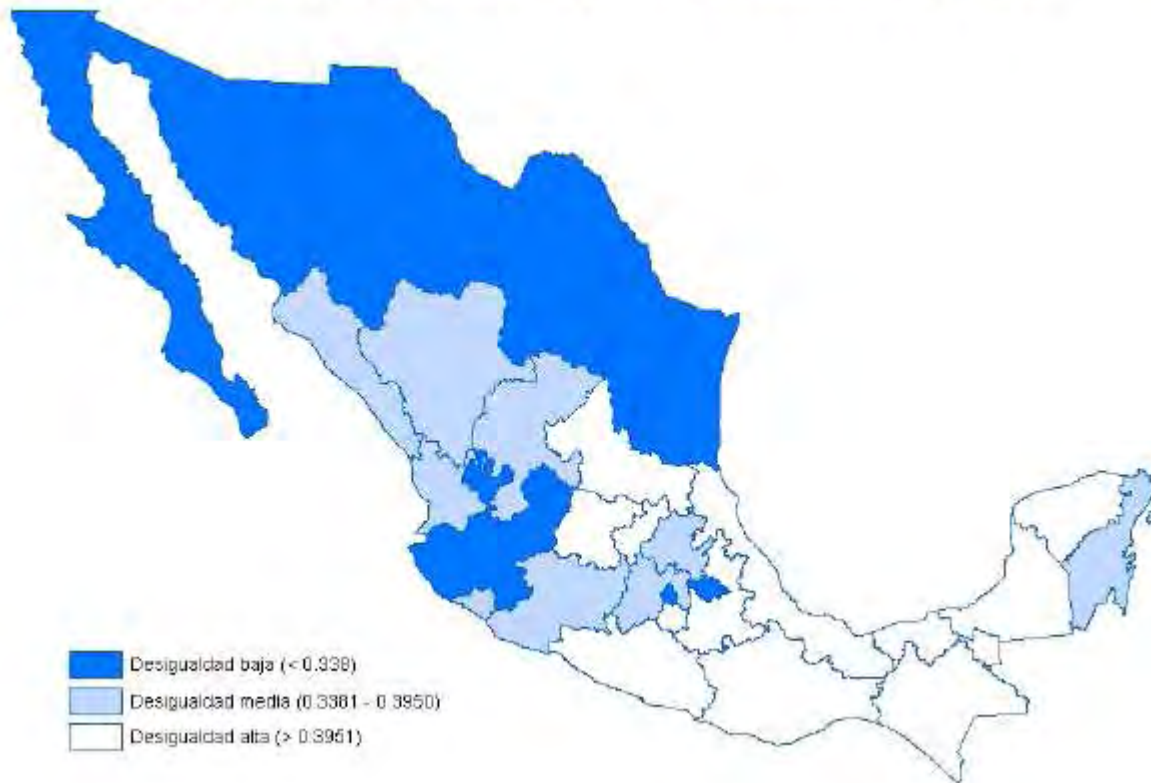 Desigualdad baja (< 0.338)
Desigualdad media (0.3381 - 0.3950)
Desigualdad alta (> 0.3951)